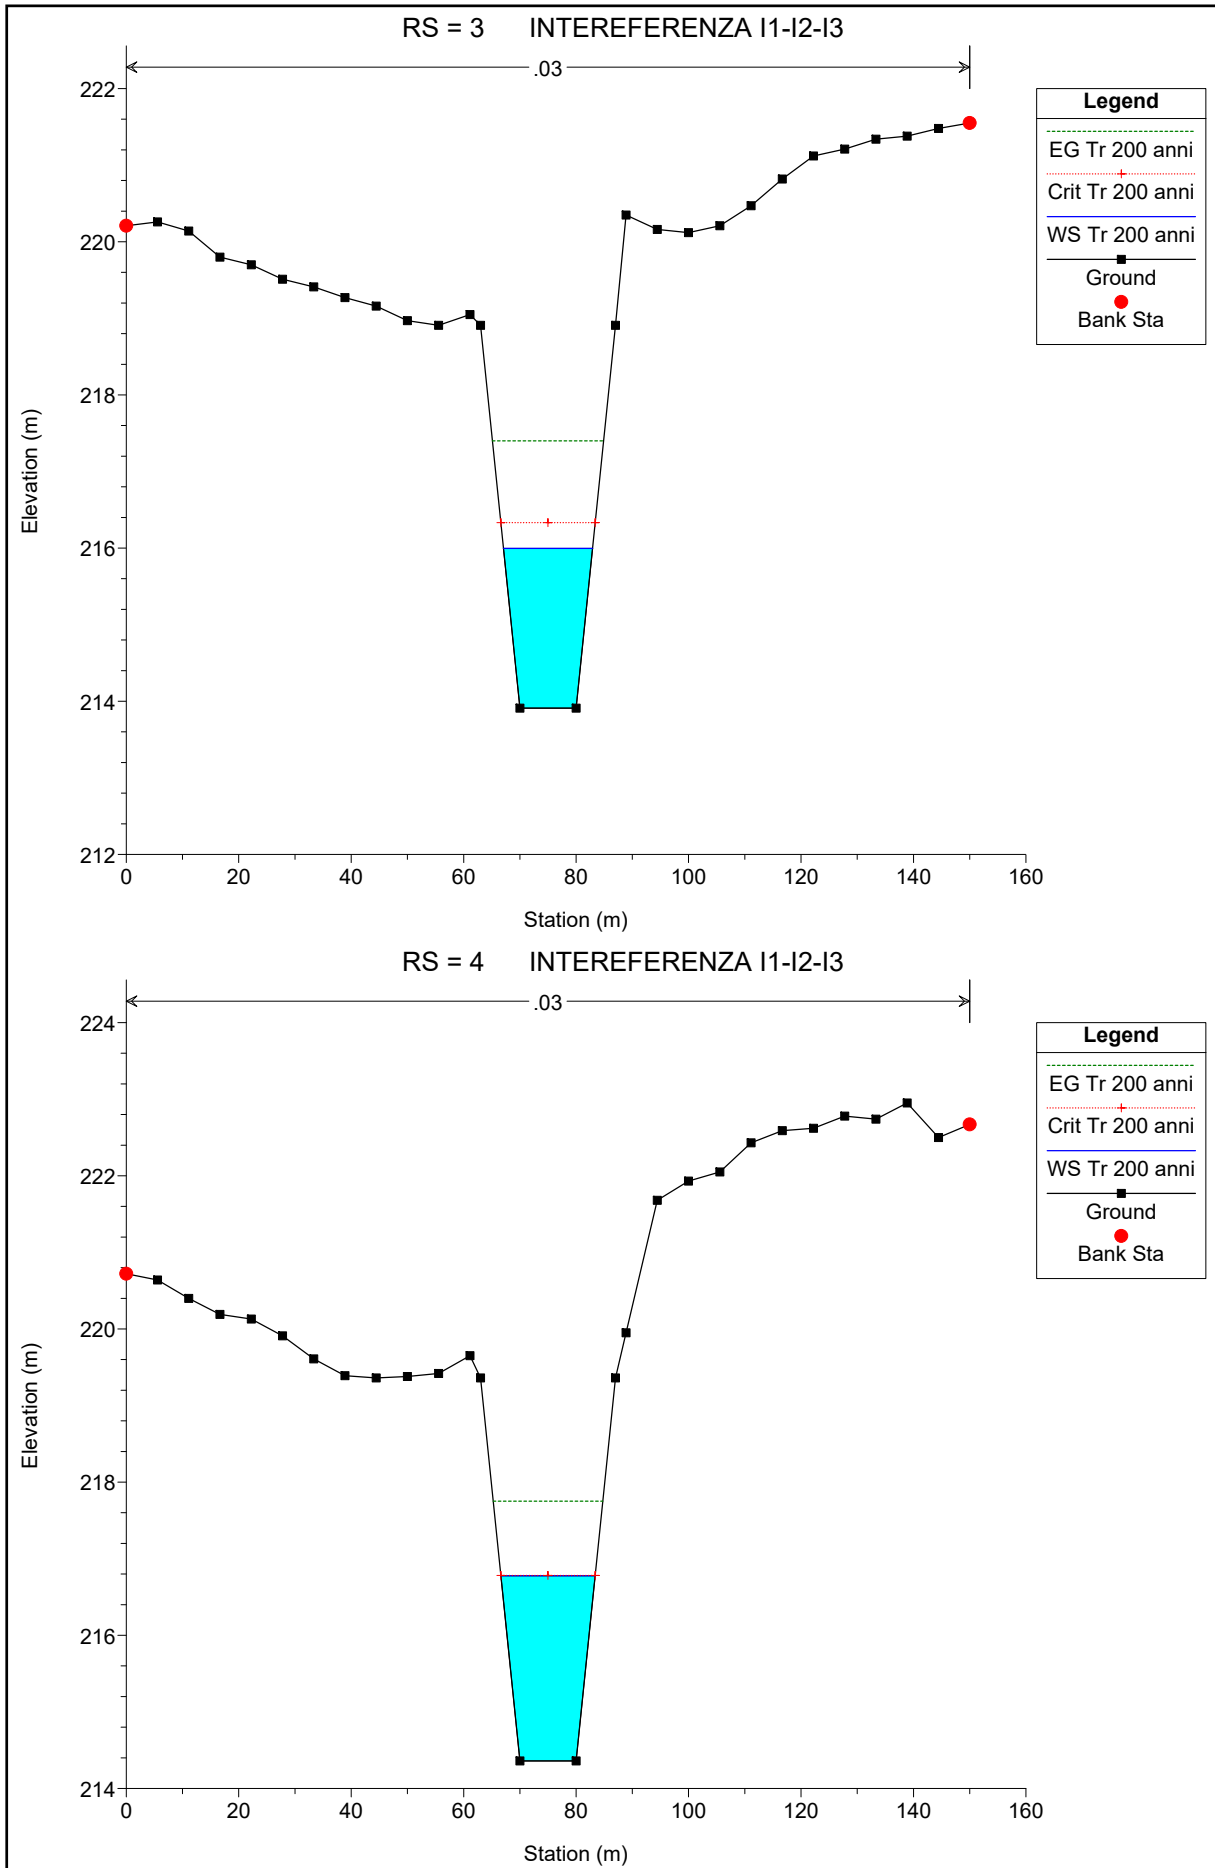 RS = 3 INTEREFERENZA I1-I2-I3
.03
222
220
218
216
214
212
Elevation (m)
0 20 40 60 80 100 120 140 160
Station (m)
Legend
EG Tr 200 anni
Crit Tr 200 anni
WS Tr 200 anni
Ground
Bank Sta
RS = 4 INTEREFERENZA I1-I2-I3
.03
224
222
220
218
216
214
Elevation (m)
0 20 40 60 80 100 120 140 160
Station (m)
Legend
EG Tr 200 anni
Crit Tr 200 anni
WS Tr 200 anni
Ground
Bank Sta